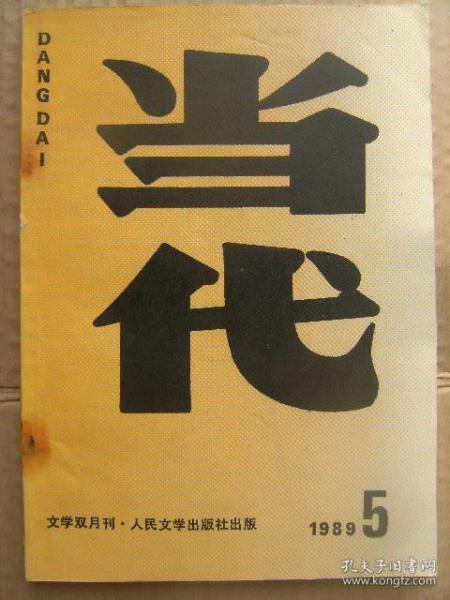 DANG DAI
当
代
文学双月刊·人民文学出版社出版
1989 5
孔夫子旧书网
www.kongfz.com